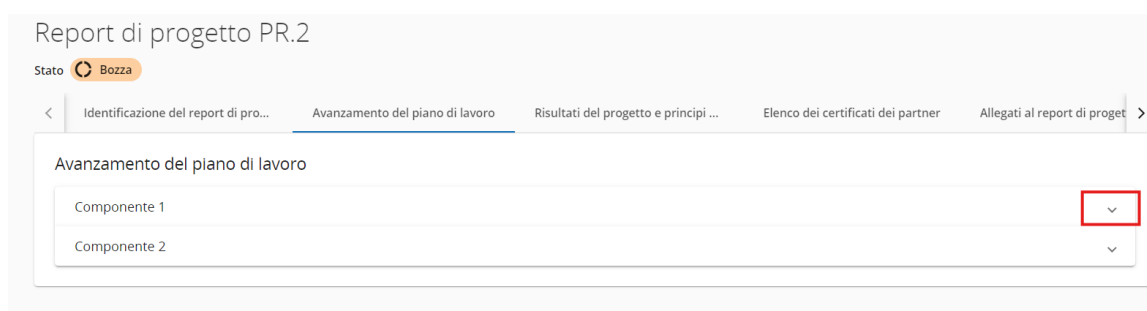 Report di progetto PR.2
Stato Bozza
Identificazione del report di pro... Avanzamento del piano di lavoro Risultati del progetto e principi ... Elenco dei certificati dei partner Allegati al report di proget
Avanzamento del piano di lavoro
Componente 1
Componente 2